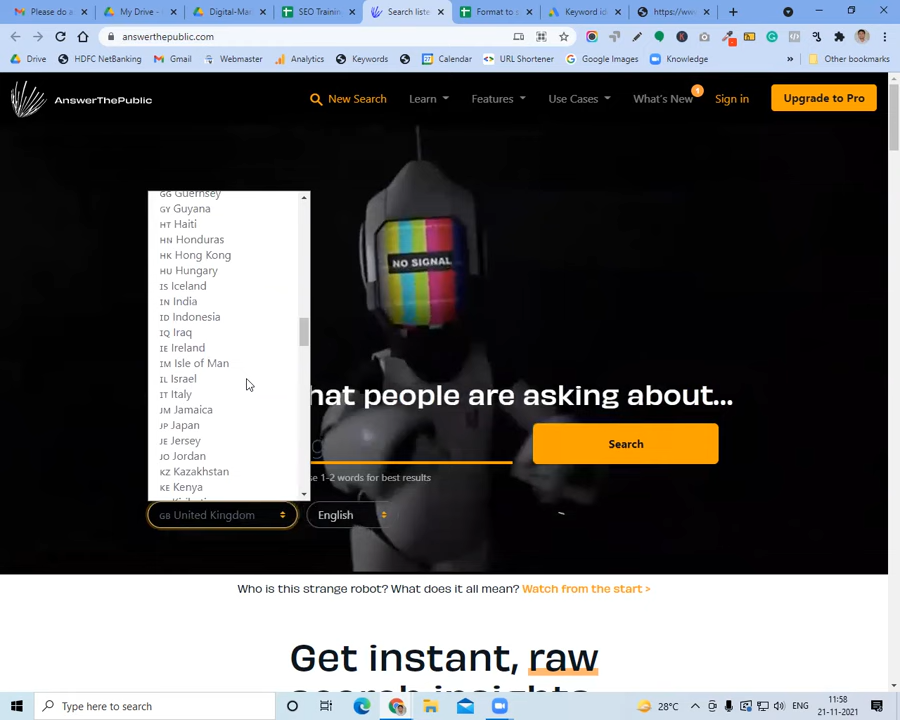 Please do a
My Drive -
Digital-Mar
SEO Training
Search liste
Format to s
Keyword id
https://ww
answerthepublic.com
Drive
HDFC NetBanking
Gmail
Webmaster
Analytics
Keywords
Calendar
URL Shortener
Google Images
Knowledge
»
Other bookmarks
AnswerThePublic
New Search
Learn
Features
Use Cases
What's New
1
Sign in
Upgrade to Pro
NO SIGNAL
GG Guernsey
GY Guyana
HT Haiti
HN Honduras
HK Hong Kong
HU Hungary
IS Iceland
IN India
ID Indonesia
IQ Iraq
IE Ireland
IM Isle of Man
IL Israel
IT Italy
JM Jamaica
JP Japan
JE Jersey
JO Jordan
KZ Kazakhstan
KE Kenya
hat people are asking about...
Search
e 1-2 words for best results
GB United Kingdom
English
Who is this strange robot? What does it all mean? Watch from the start >
Get instant, raw
search insights
Type here to search
28°C
ENG
11:58
21-11-2021